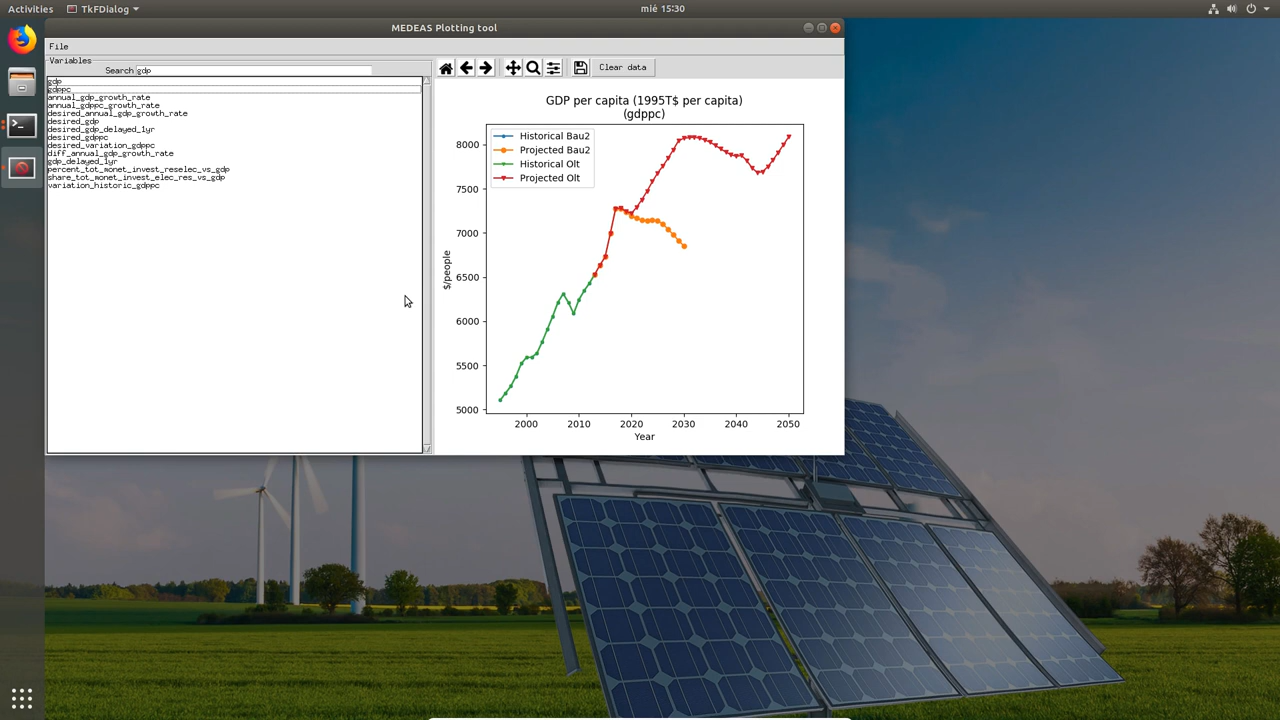 Activities TkFDialog mié 15:30
MEDEAS Plotting tool
File
Variables
Search gdp
gdp
gdppc
annual_gdp_growth_rate
annual_gdppc_growth_rate
desired_annual_gdp_growth_rate
desired_gdp
desired_gdp_delayed_1yr
desired_gdppc
desired_variation_gdppc
diff_annual_gdp_growth_rate
gdp_delayed_1yr
percent_tot_monet_invest_reselec_vs_gdp
share_tot_monet_invest_elec_res_vs_gdp
variation_historic_gdppc
Clear data
GDP per capita (1995T$ per capita)
(gdppc)
Historical Bau2
Projected Bau2
Historical Olt
Projected Olt
8000
7500
7000
6500
6000
5500
5000
$/people
2000 2010 2020 2030 2040 2050
Year